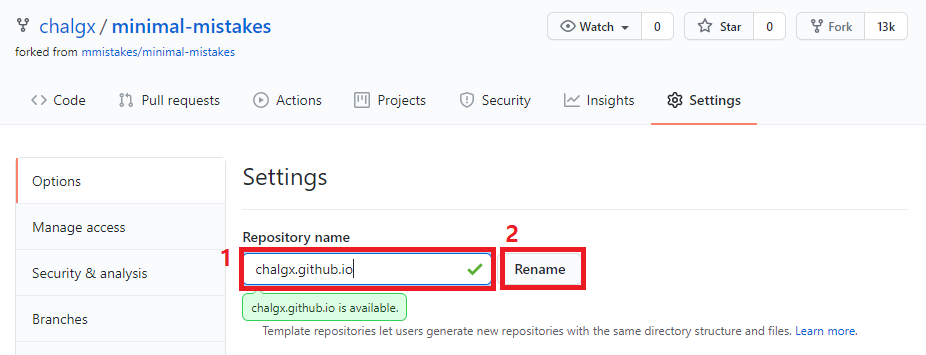 chalgx / minimal-mistakes
Watch 0 Star 0 Fork 13k
forked from mmistakes/minimal-mistakes
Code Pull requests Actions Projects Security Insights Settings
Options
Manage access
Security & analysis
Branches
Settings
Repository name
1
chalgx.github.io
2
Rename
chalgx.github.io is available.
Template repositories let users generate new repositories with the same directory structure and files. Learn more.